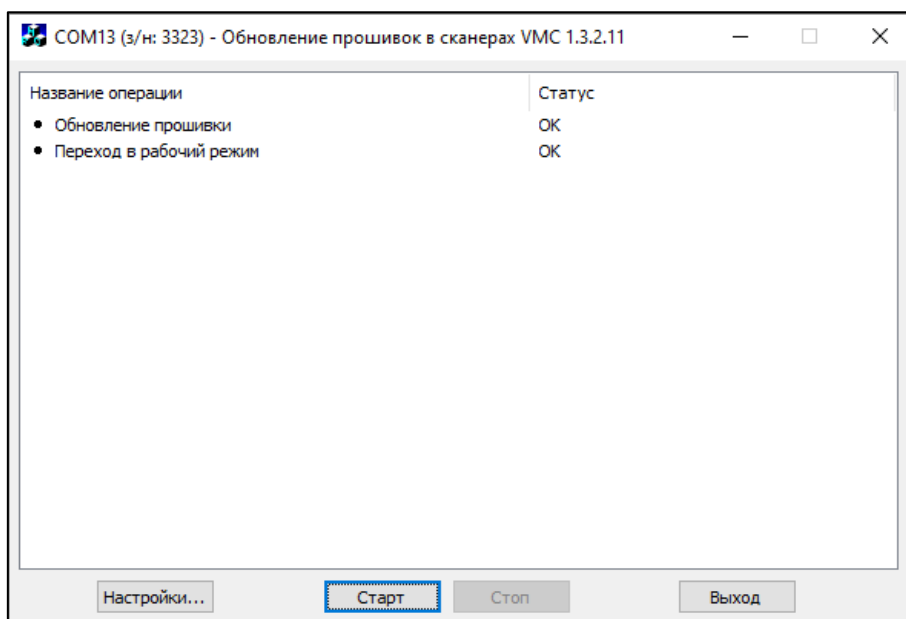 COM13 (з/н: 3323) - Обновление прошивок в сканерах VMC 1.3.2.11
Название операции Статус
• Обновление прошивки OK
• Переход в рабочий режим OK
Настройки... Старт Стоп Выход